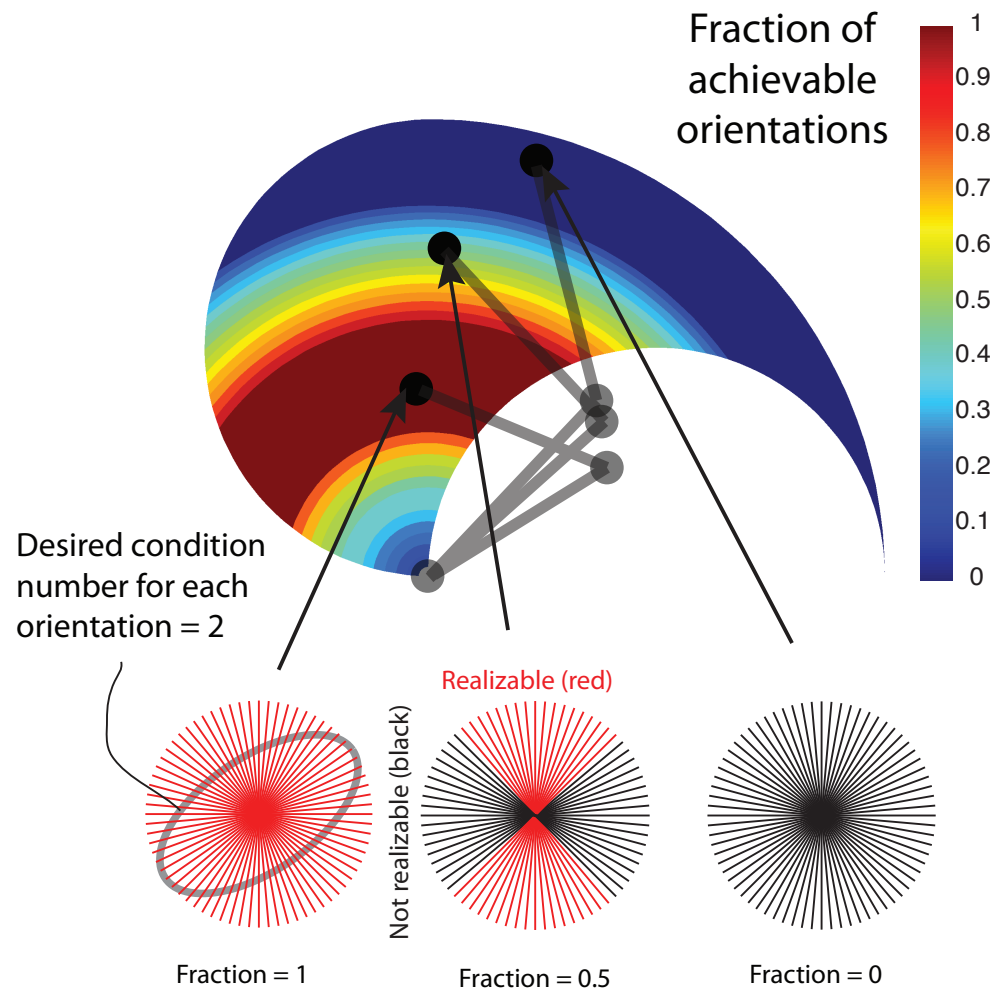 Fraction of
achievable
orientations
1
0.9
0.8
0.7
0.6
0.5
0.4
0.3
0.2
0.1
0
Desired condition
number for each
orientation = 2
Realizable (red)
Not realizable (black)
Fraction = 1
Fraction = 0.5
Fraction = 0